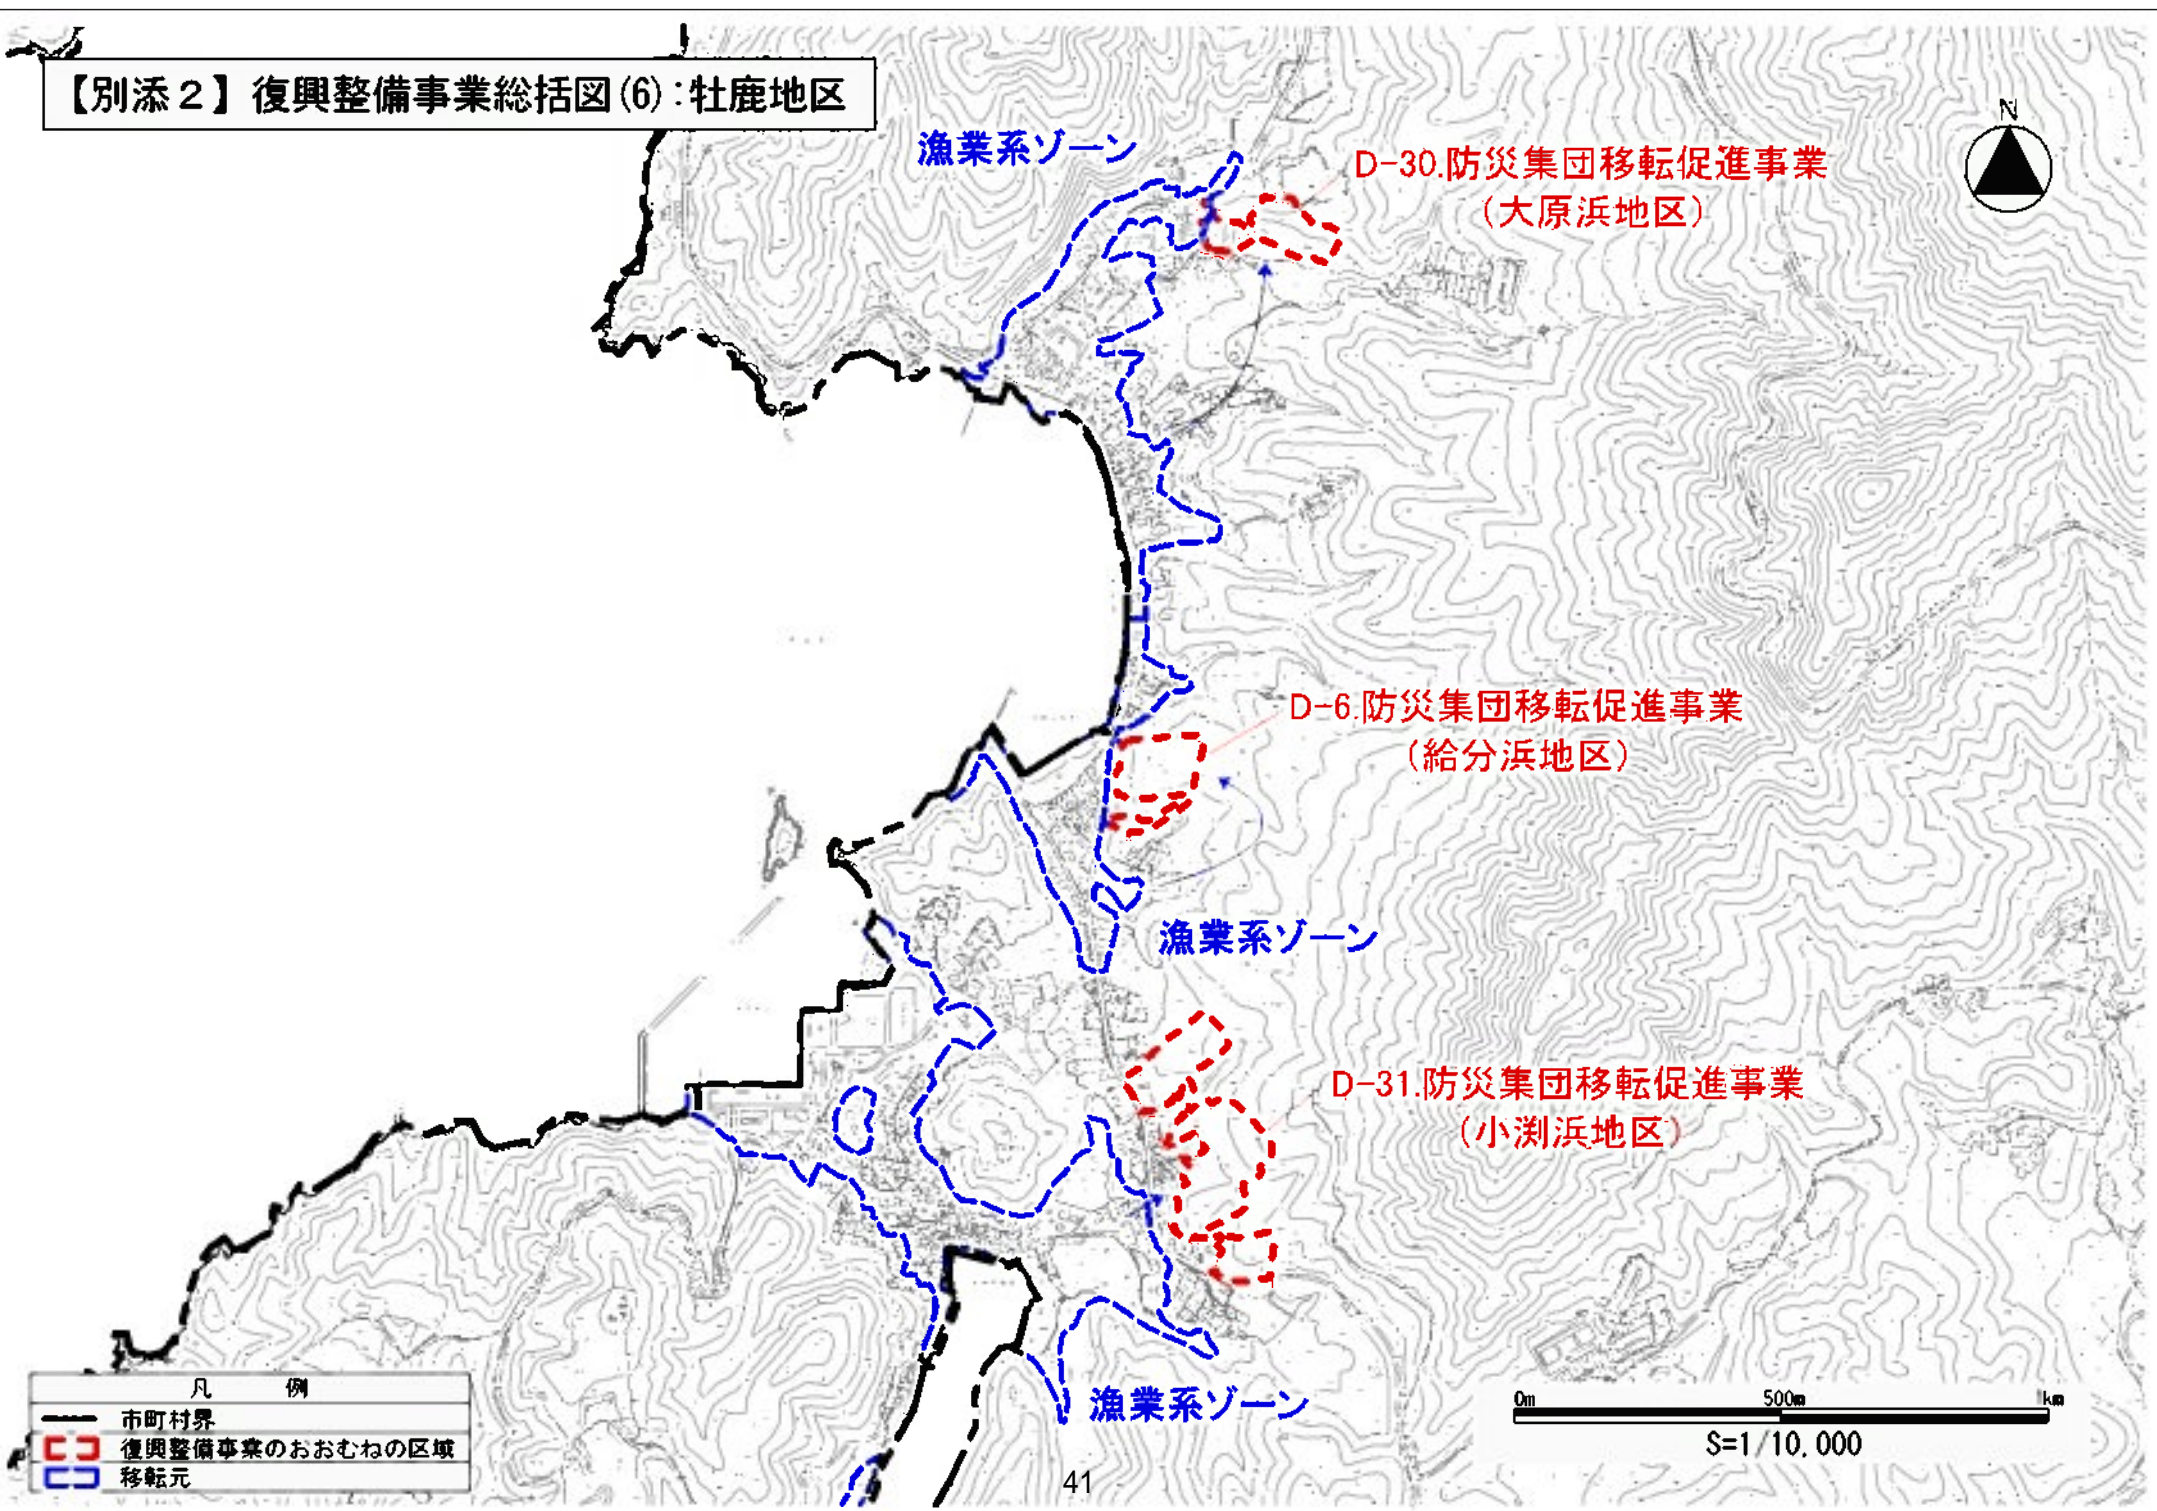 【別添２】復興整備事業総括図(6):牡鹿地区
N
漁業系ゾーン
D-30.防災集団移転促進事業
(大原浜地区)
D-6.防災集団移転促進事業
(給分浜地区)
漁業系ゾーン
D-31.防災集団移転促進事業
(小渕浜地区)
漁業系ゾーン
凡 例
市町村界
復興整備事業のおおむねの区域
移転元
0m 500m 1km
S=1/10,000
41